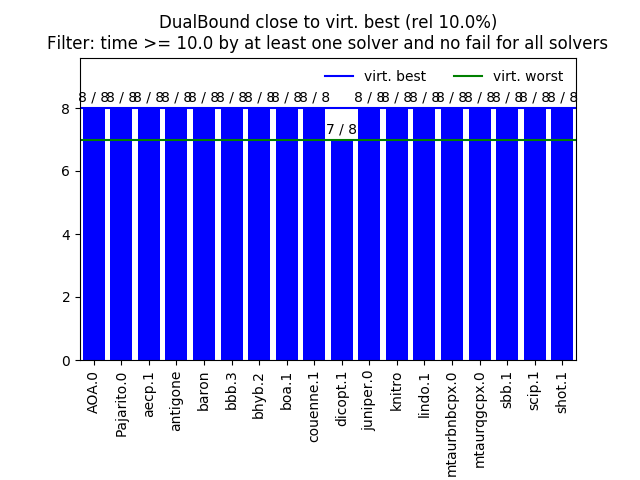 DualBound close to virt. best (rel 10.0%)
Filter: time >= 10.0 by at least one solver and no fail for all solvers
virt. best
virt. worst
8 / 8
8 / 8
8 / 8
8 / 8
8 / 8
8 / 8
8 / 8
8 / 8
8 / 8
7 / 8
8 / 8
8 / 8
8 / 8
8 / 8
8 / 8
8 / 8
8 / 8
8 / 8
8
6
4
2
0
AOA.0
Pajarito.0
aecp.1
antigone
baron
bbb.3
bhyb.2
boa.1
couenne.1
dicopt.1
juniper.0
knitro
lindo.1
mtaurbnbcpx.0
mtaurqgcpx.0
sbb.1
scip.1
shot.1